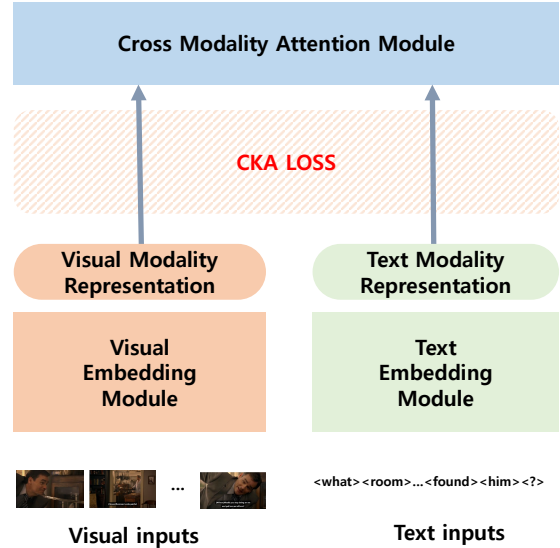 Cross Modality Attention Module
CKA LOSS
Visual Modality
Representation
Text Modality
Representation
Visual
Embedding
Module
Text
Embedding
Module
...
<what><room>...<found><him><?>
Visual inputs
Text inputs